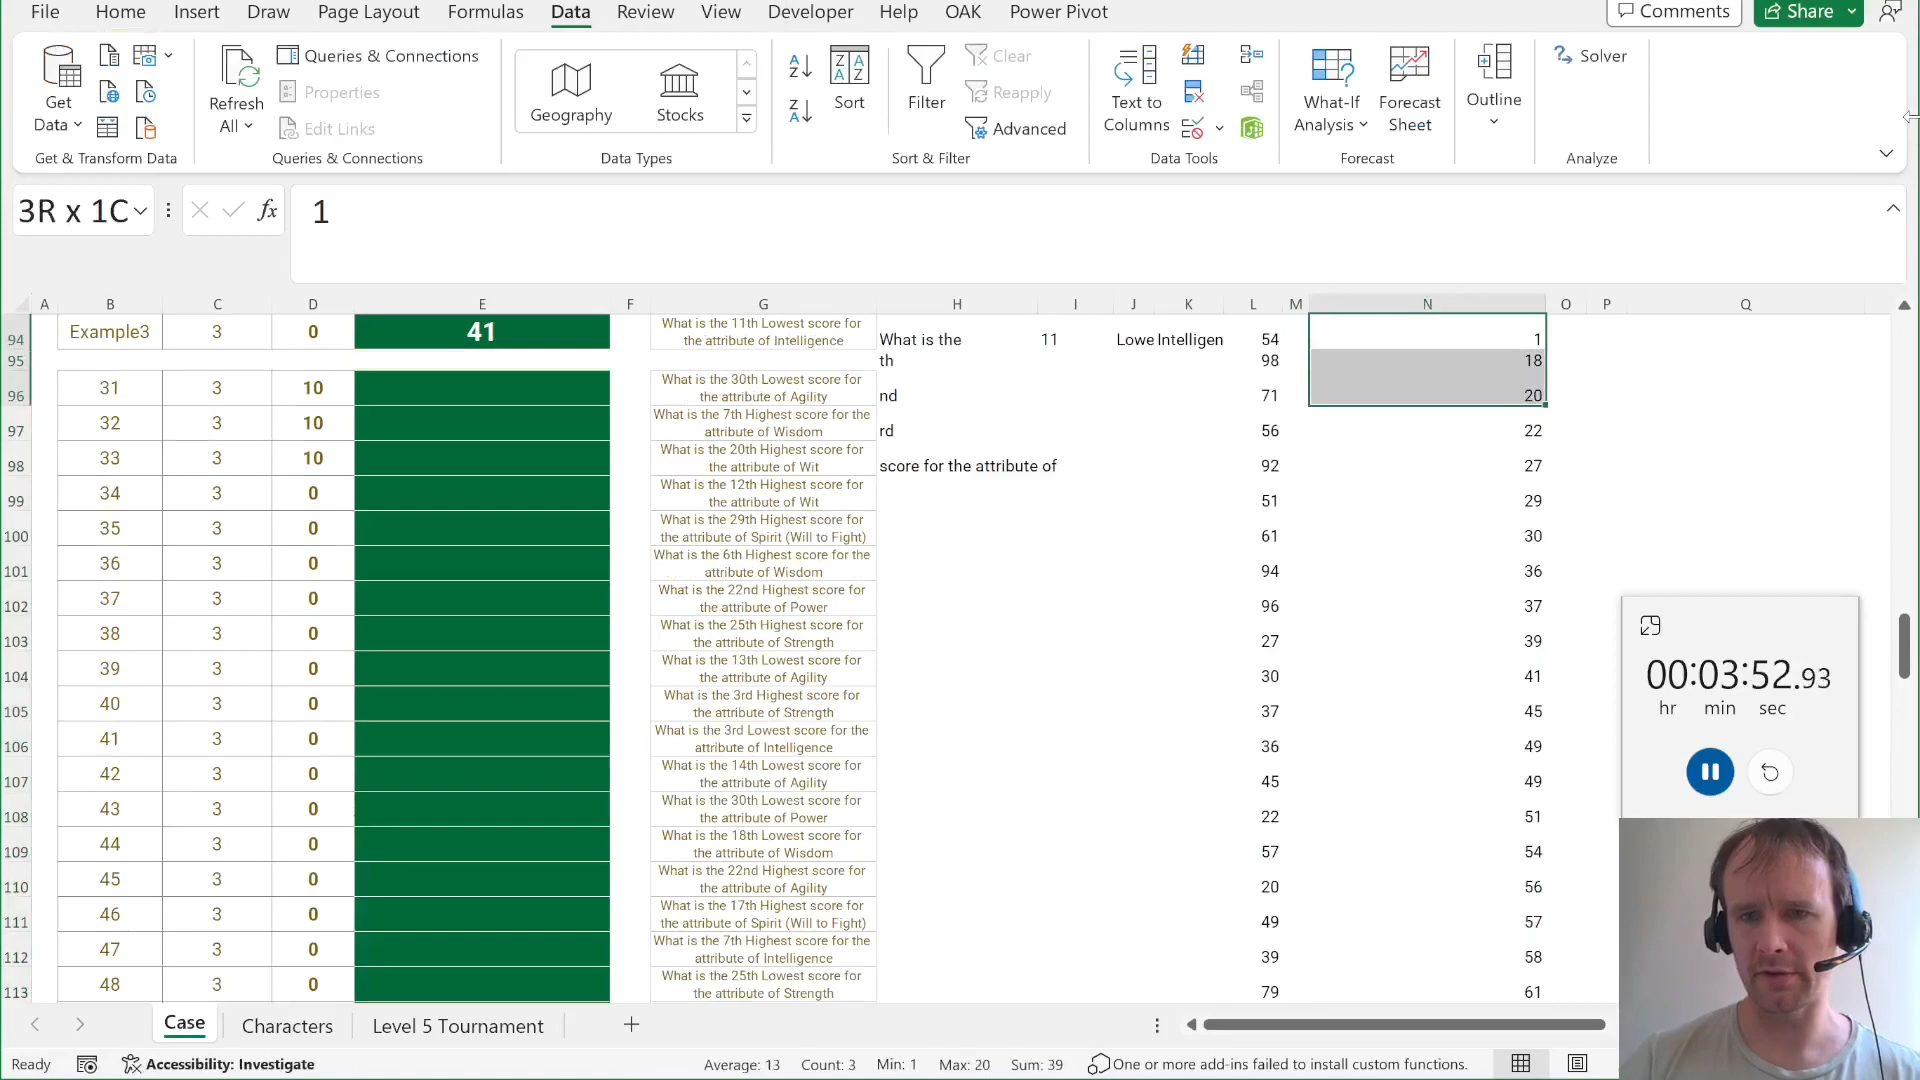 File Home Insert Draw Page Layout Formulas Data Review View Developer Help OAK Power Pivot Comments Share
Get Data
Refresh All
Queries & Connections
Properties
Edit Links
Geography
Stocks
Sort
Filter
Clear
Reapply
Advanced
Text to Columns
What-If Analysis
Forecast Sheet
Outline
Solver
Get & Transform Data
Queries & Connections
Data Types
Sort & Filter
Data Tools
Forecast
Analyze
3R x 1C fx 1
A B C D E F G H I J K L M N O P Q
94 Example3 3 0 41 What is the 11th Lowest score for the attribute of Intelligence What is the 11 Lowe Intelligen 54 1
95 th 98 18
96 31 3 10 What is the 30th Lowest score for the attribute of Agility nd 71 20
97 32 3 10 What is the 7th Highest score for the attribute of Wisdom rd 56 22
98 33 3 10 What is the 20th Highest score for the attribute of Wit score for the attribute of 92 27
99 34 3 0 What is the 12th Highest score for the attribute of Wit 51 29
100 35 3 0 What is the 29th Highest score for the attribute of Spirit (Will to Fight) 61 30
101 36 3 0 What is the 6th Highest score for the attribute of Wisdom 94 36
102 37 3 0 What is the 22nd Highest score for the attribute of Power 96 37
103 38 3 0 What is the 25th Highest score for the attribute of Strength 27 39
104 39 3 0 What is the 13th Lowest score for the attribute of Agility 30 41
105 40 3 0 What is the 3rd Highest score for the attribute of Strength 37 45
106 41 3 0 What is the 3rd Lowest score for the attribute of Intelligence 36 49
107 42 3 0 What is the 14th Lowest score for the attribute of Agility 45 49
108 43 3 0 What is the 30th Lowest score for the attribute of Power 22 51
109 44 3 0 What is the 18th Lowest score for the attribute of Wisdom 57 54
110 45 3 0 What is the 22nd Highest score for the attribute of Agility 20 56
111 46 3 0 What is the 17th Highest score for the attribute of Spirit (Will to Fight) 49 57
112 47 3 0 What is the 7th Highest score for the attribute of Intelligence 39 58
113 48 3 0 What is the 25th Lowest score for the attribute of Strength 79 61
00:03:52.93
hr min sec
Case Characters Level 5 Tournament
Ready Accessibility: Investigate Average: 13 Count: 3 Min: 1 Max: 20 Sum: 39 One or more add-ins failed to install custom functions.